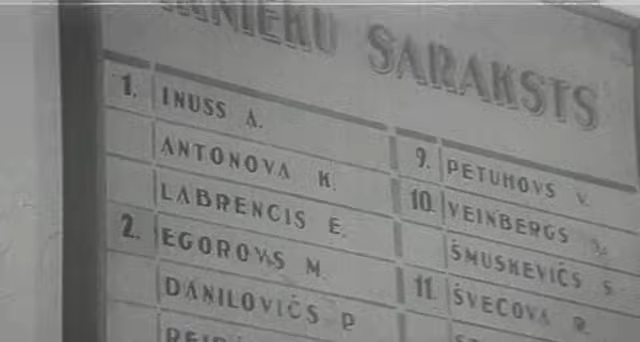 SARAKSTS
1. INUSS A.
ANTONOVA K.
LABRENCIS E.
2. EGOROVS M.
DANILOVIČS P.
9. PETUHOVS V.
10. VEINBERGS
ŠMUSKEVIČS S.
11. ŠVECOVA R.